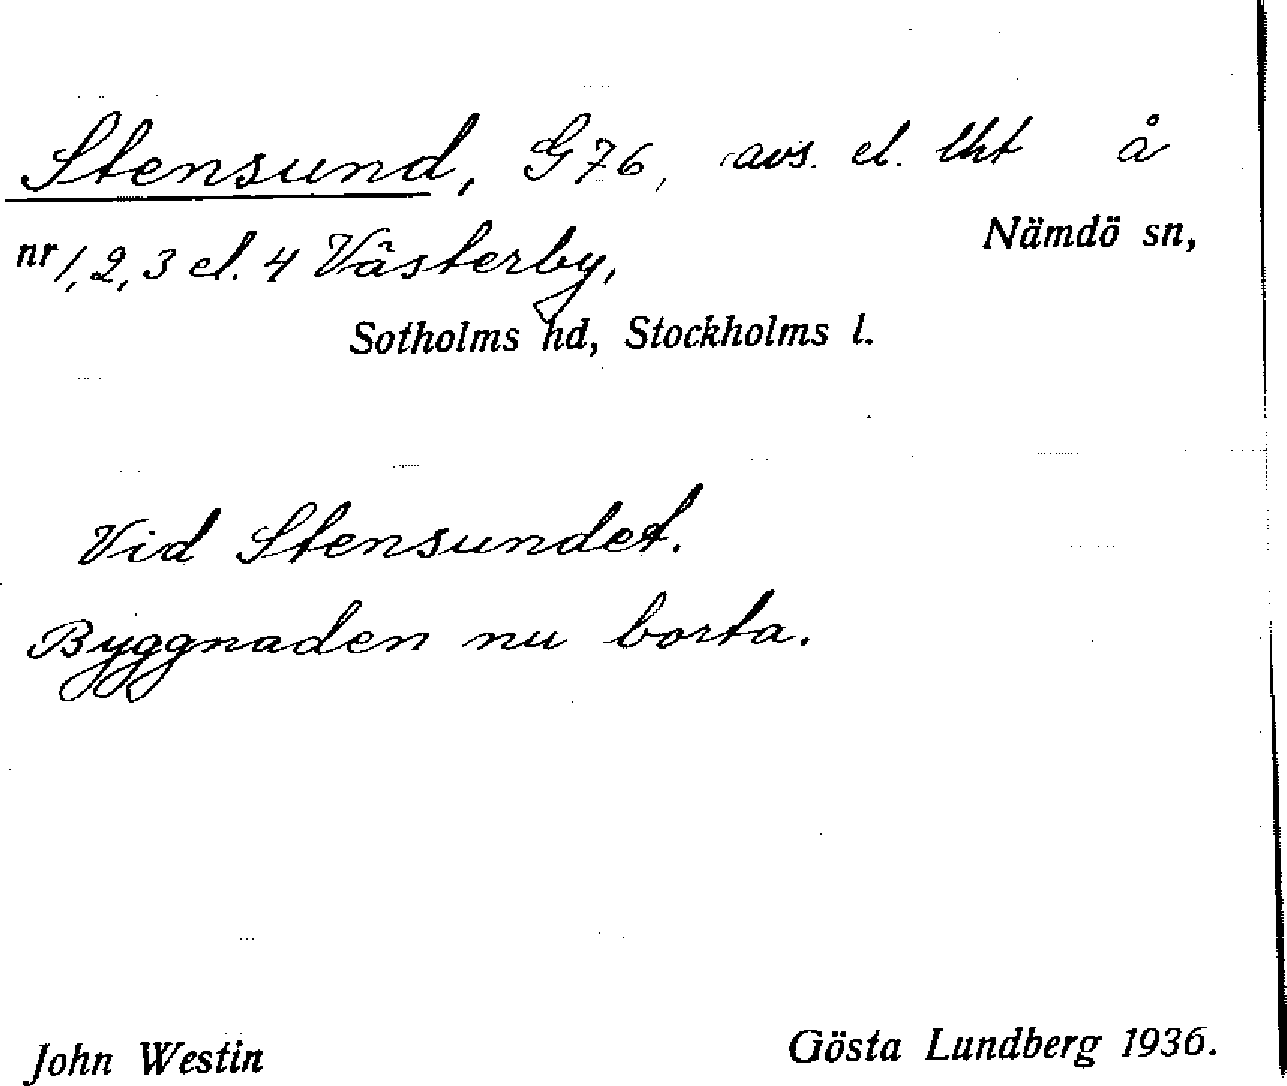 Stensund, G76, avs. el. lht å
nr 1, 2, 3 el. 4 Västerby, Nämdö sn,
Sotholms hd, Stockholms l.
Vid Stensundet.
Byggnaden nu borta.
John Westin Gösta Lundberg 1936.